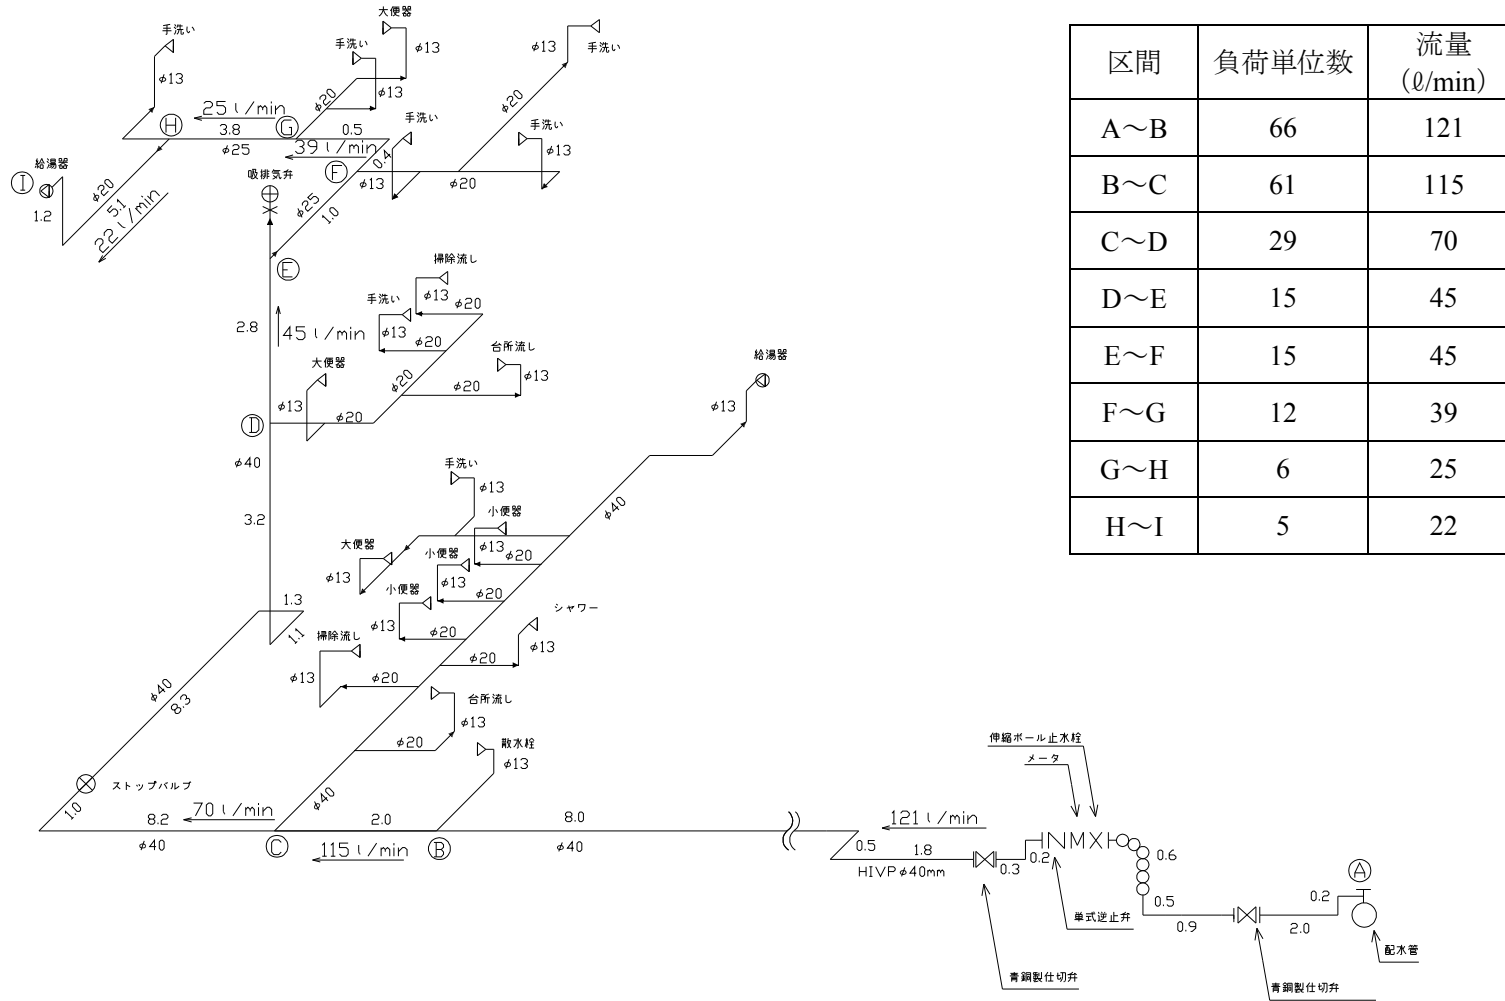 手洗い
φ13
大便器
φ13
手洗い
φ13
φ20
φ13
手洗い
φ20
25 l/min
H
3.8
φ25
G
0.5
39 l/min
手洗い
0.4
φ13
手洗い
φ13
φ20
F
給湯器
I
1.2
φ20
5.1
22 l/min
吸排気弁
φ25
1.0
E
掃除流し
φ13
φ20
手洗い
φ13
φ20
2.8
45 l/min
大便器
φ13
φ20
台所流し
φ13
φ20
φ20
D
φ40
3.2
給湯器
φ13
φ40
手洗い
φ13
小便器
φ13
φ20
大便器
φ13
小便器
φ13
φ20
小便器
φ13
φ20
シャワー
φ13
φ20
掃除流し
φ13
φ20
1.3
1.1
φ40
8.3
台所流し
φ13
φ20
散水栓
φ13
ストップバルブ
1.0
φ40
8.2
φ40
70 l/min
C
2.0
115 l/min
B
8.0
φ40
121 l/min
0.5
1.8
HIVPφ40mm
0.3
0.2
NMX
伸縮ボール止水栓
メータ
0.6
0.5
0.9
2.0
0.2
A
単式逆止弁
青銅製仕切弁
青銅製仕切弁
配水管
区間 負荷単位数 流量
(ℓ/min)
A～B 66 121
B～C 61 115
C～D 29 70
D～E 15 45
E～F 15 45
F～G 12 39
G～H 6 25
H～I 5 22